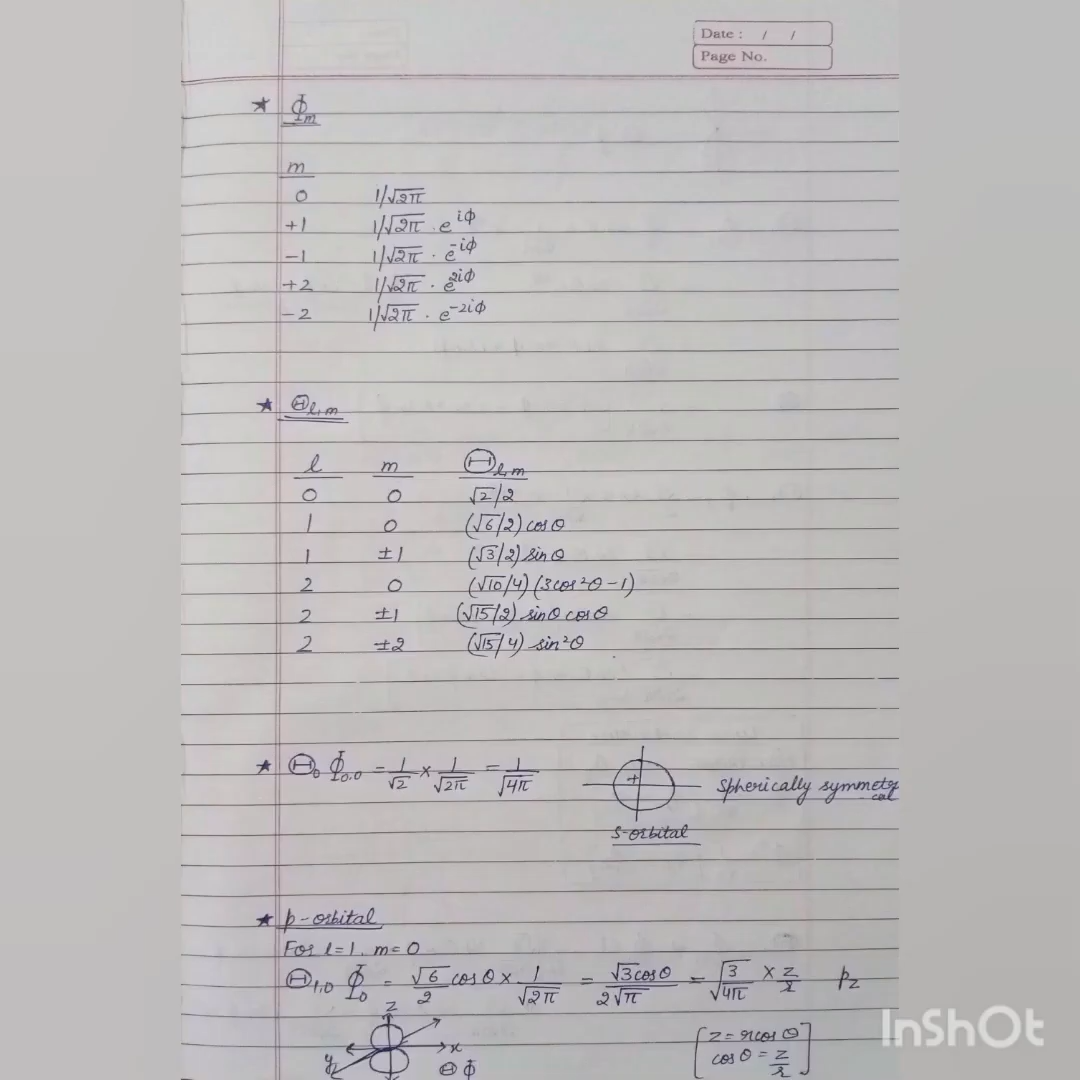 Date : / /
Page No.
★ Φm
m
0 1/√2π
+1 1/√2π · e^iφ
-1 1/√2π · e^-iφ
+2 1/√2π · e^2iφ
-2 1/√2π · e^-2iφ
★ Θl,m
l m Θl,m
0 0 √2/2
1 0 (√6/2) cosθ
1 ±1 (√3/2) sinθ
2 0 (√10/4) (3cos²θ-1)
2 ±1 (√15/2) sinθ cosθ
2 ±2 (√15/4) sin²θ
★ Θ0 Φ0,0 = 1/√2 × 1/√2π = 1/√4π
+
Spherically symmetrical
s-orbital
★ p-orbital
For l=1, m=0
Θ1,0 Φ0 = √6/2 cosθ × 1/√2π = √3cosθ/2√π = √3/√4π × z/r pz
z
y x
Θ Φ
[z = rcosθ
cosθ = z/r]
InShOt